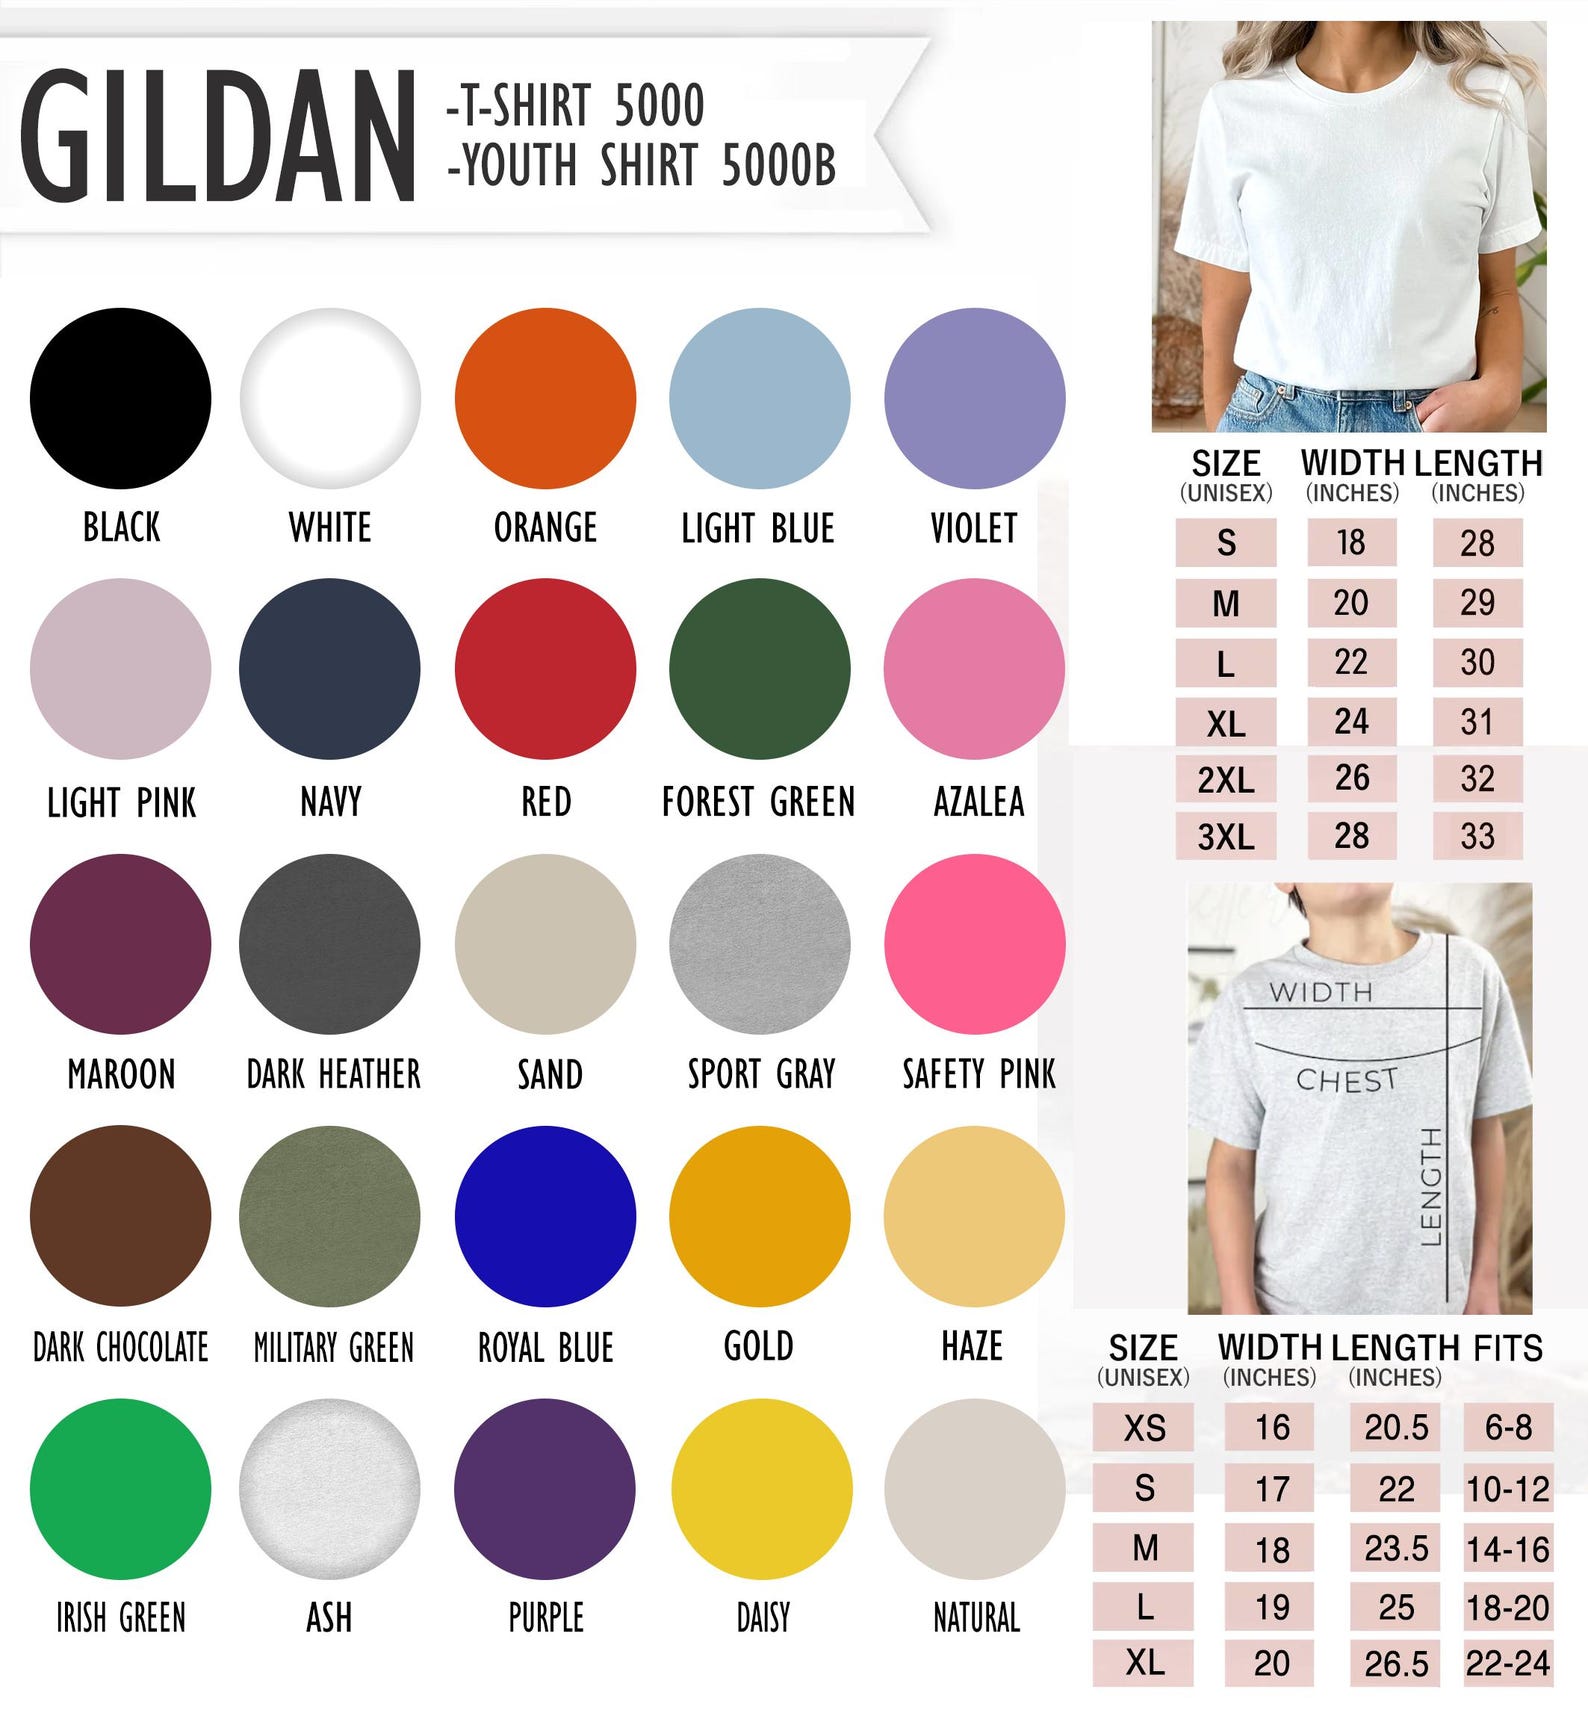 GILDAN
-T-SHIRT 5000
-YOUTH SHIRT 5000B
BLACK WHITE ORANGE LIGHT BLUE VIOLET
LIGHT PINK NAVY RED FOREST GREEN AZALEA
MAROON DARK HEATHER SAND SPORT GRAY SAFETY PINK
DARK CHOCOLATE MILITARY GREEN ROYAL BLUE GOLD HAZE
IRISH GREEN ASH PURPLE DAISY NATURAL
SIZE WIDTH LENGTH
(UNISEX) (INCHES) (INCHES)
S 18 28
M 20 29
L 22 30
XL 24 31
2XL 26 32
3XL 28 33
WIDTH
CHEST
LENGTH
SIZE WIDTH LENGTH FITS
(UNISEX) (INCHES) (INCHES)
XS 16 20.5 6-8
S 17 22 10-12
M 18 23.5 14-16
L 19 25 18-20
XL 20 26.5 22-24